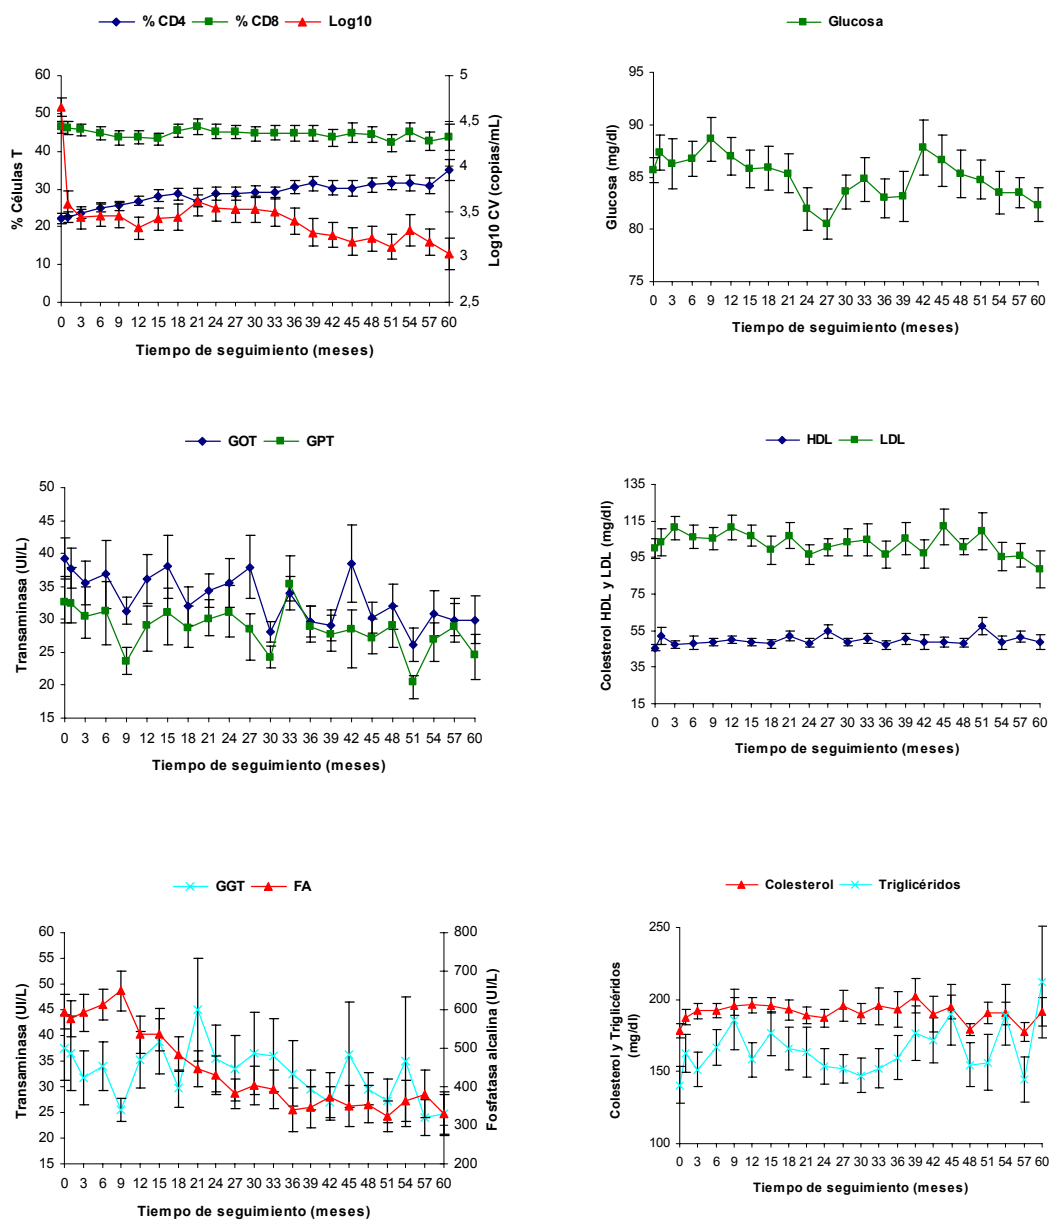 % CD4 % CD8 Log10
60
50
40
30
20
10
0
% Células T
5
4,5
4
3,5
3
2,5
Log10 CV (copias/mL)
0 3 6 9 12 15 18 21 24 27 30 33 36 39 42 45 48 51 54 57 60
Tiempo de seguimiento (meses)
Glucosa
95
90
85
80
75
Glucosa (mg/dl)
0 3 6 9 12 15 18 21 24 27 30 33 36 39 42 45 48 51 54 57 60
Tiempo de seguimiento (meses)
GOT GPT
50
45
40
35
30
25
20
15
Transaminasa (UI/L)
0 3 6 9 12 15 18 21 24 27 30 33 36 39 42 45 48 51 54 57 60
Tiempo de seguimiento (meses)
HDL LDL
135
115
95
75
55
35
15
Colesterol HDL y LDL (mg/dl)
0 3 6 9 12 15 18 21 24 27 30 33 36 39 42 45 48 51 54 57 60
Tiempo de seguimiento (meses)
GGT FA
60
55
50
45
40
35
30
25
20
15
Transaminasa (UI/L)
800
700
600
500
400
300
200
Fosfatasa alcalina (UI/L)
0 3 6 9 12 15 18 21 24 27 30 33 36 39 42 45 48 51 54 57 60
Tiempo de seguimiento (meses)
Colesterol Triglicéridos
250
200
150
100
Colesterol y Triglicéridos
(mg/dL)
0 3 6 9 12 15 18 21 24 27 30 33 36 39 42 45 48 51 54 57 60
Tiempo de seguimiento (meses)